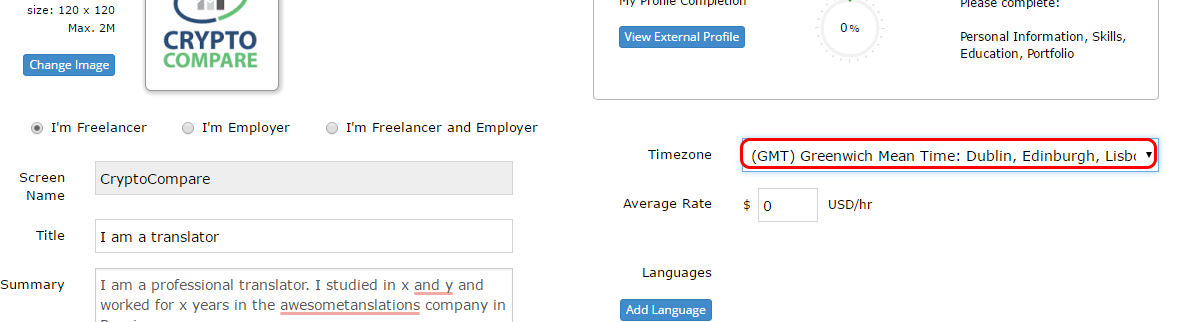 size: 120 x 120
Max. 2M
Change Image
CRYPTO
COMPARE
My Profile Completion
View External Profile
0%
Please complete:
Personal Information, Skills,
Education, Portfolio
I'm Freelancer
I'm Employer
I'm Freelancer and Employer
Screen
Name
CryptoCompare
Title
I am a translator
Summary
I am a professional translator. I studied in x and y and
worked for x years in the awesometanslations company in
Timezone
(GMT) Greenwich Mean Time: Dublin, Edinburgh, Lisbo
Average Rate
$
0
USD/hr
Languages
Add Language